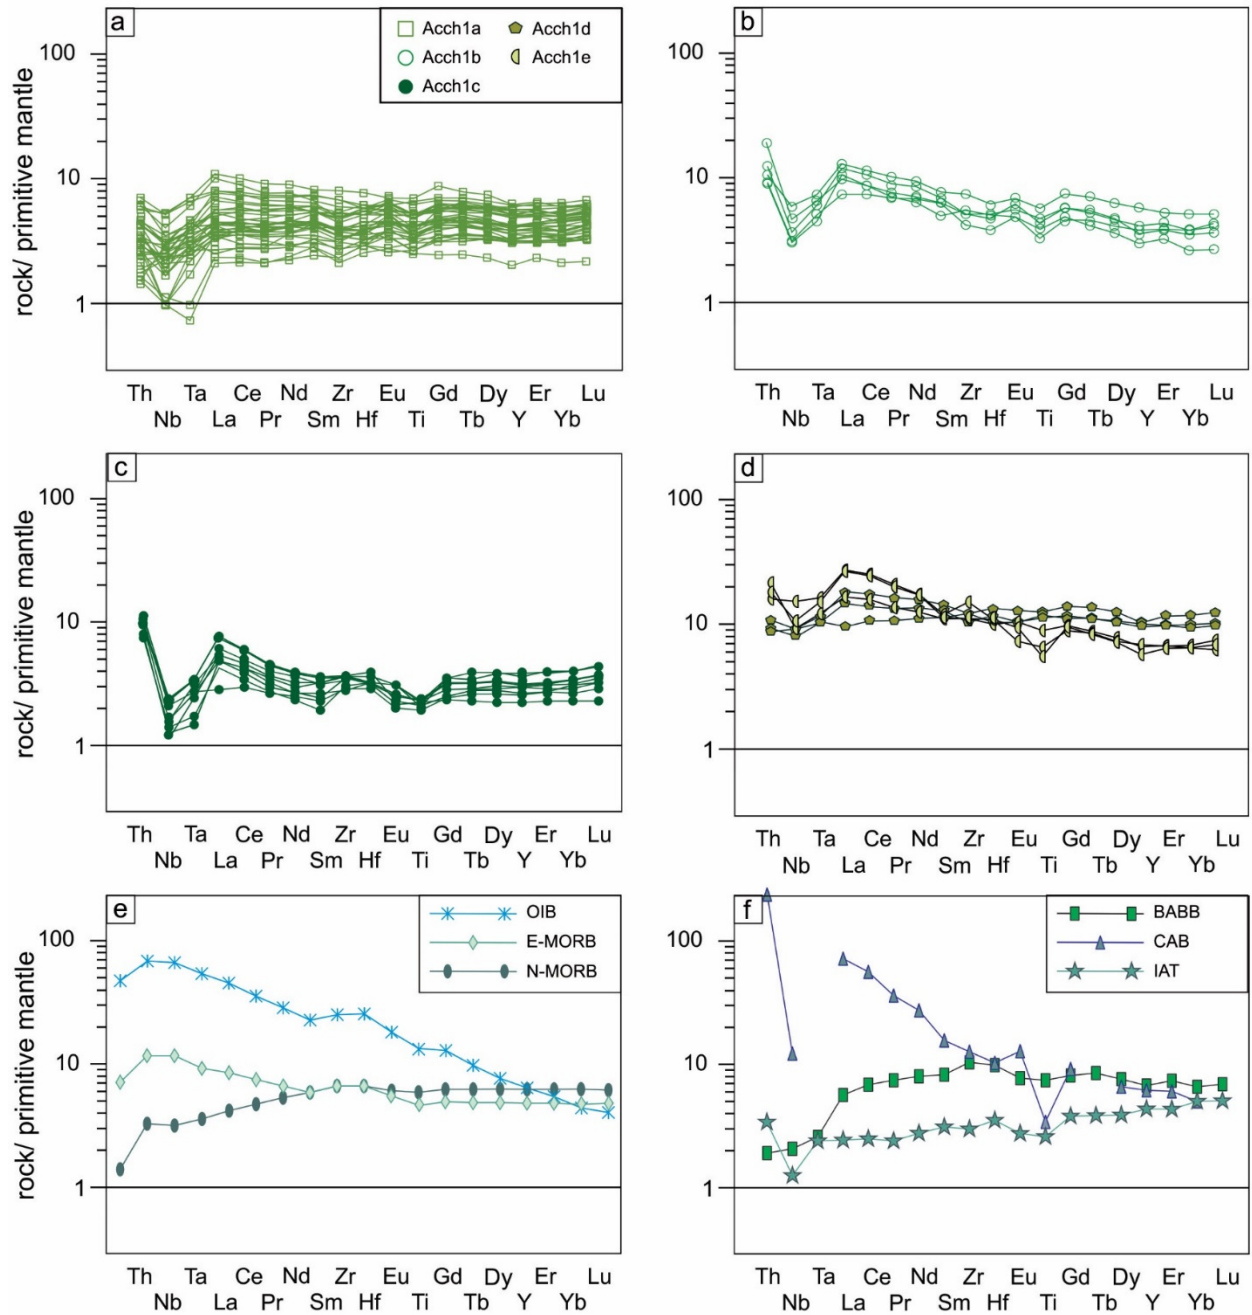 a
Acch1a
Acch1d
Acch1b
Acch1e
Acch1c
100
10
1
rock/ primitive mantle
Th Ta Ce Nd Zr Eu Gd Dy Er Lu
Nb La Pr Sm Hf Ti Tb Y Yb
b
100
10
1
Th Ta Ce Nd Zr Eu Gd Dy Er Lu
Nb La Pr Sm Hf Ti Tb Y Yb
c
100
10
1
rock/ primitive mantle
Th Ta Ce Nd Zr Eu Gd Dy Er Lu
Nb La Pr Sm Hf Ti Tb Y Yb
d
100
10
1
Th Ta Ce Nd Zr Eu Gd Dy Er Lu
Nb La Pr Sm Hf Ti Tb Y Yb
e
OIB
E-MORB
N-MORB
100
10
1
rock/ primitive mantle
Th Ta Ce Nd Zr Eu Gd Dy Er Lu
Nb La Pr Sm Hf Ti Tb Y Yb
f
BABB
CAB
IAT
100
10
1
Th Ta Ce Nd Zr Eu Gd Dy Er Lu
Nb La Pr Sm Hf Ti Tb Y Yb